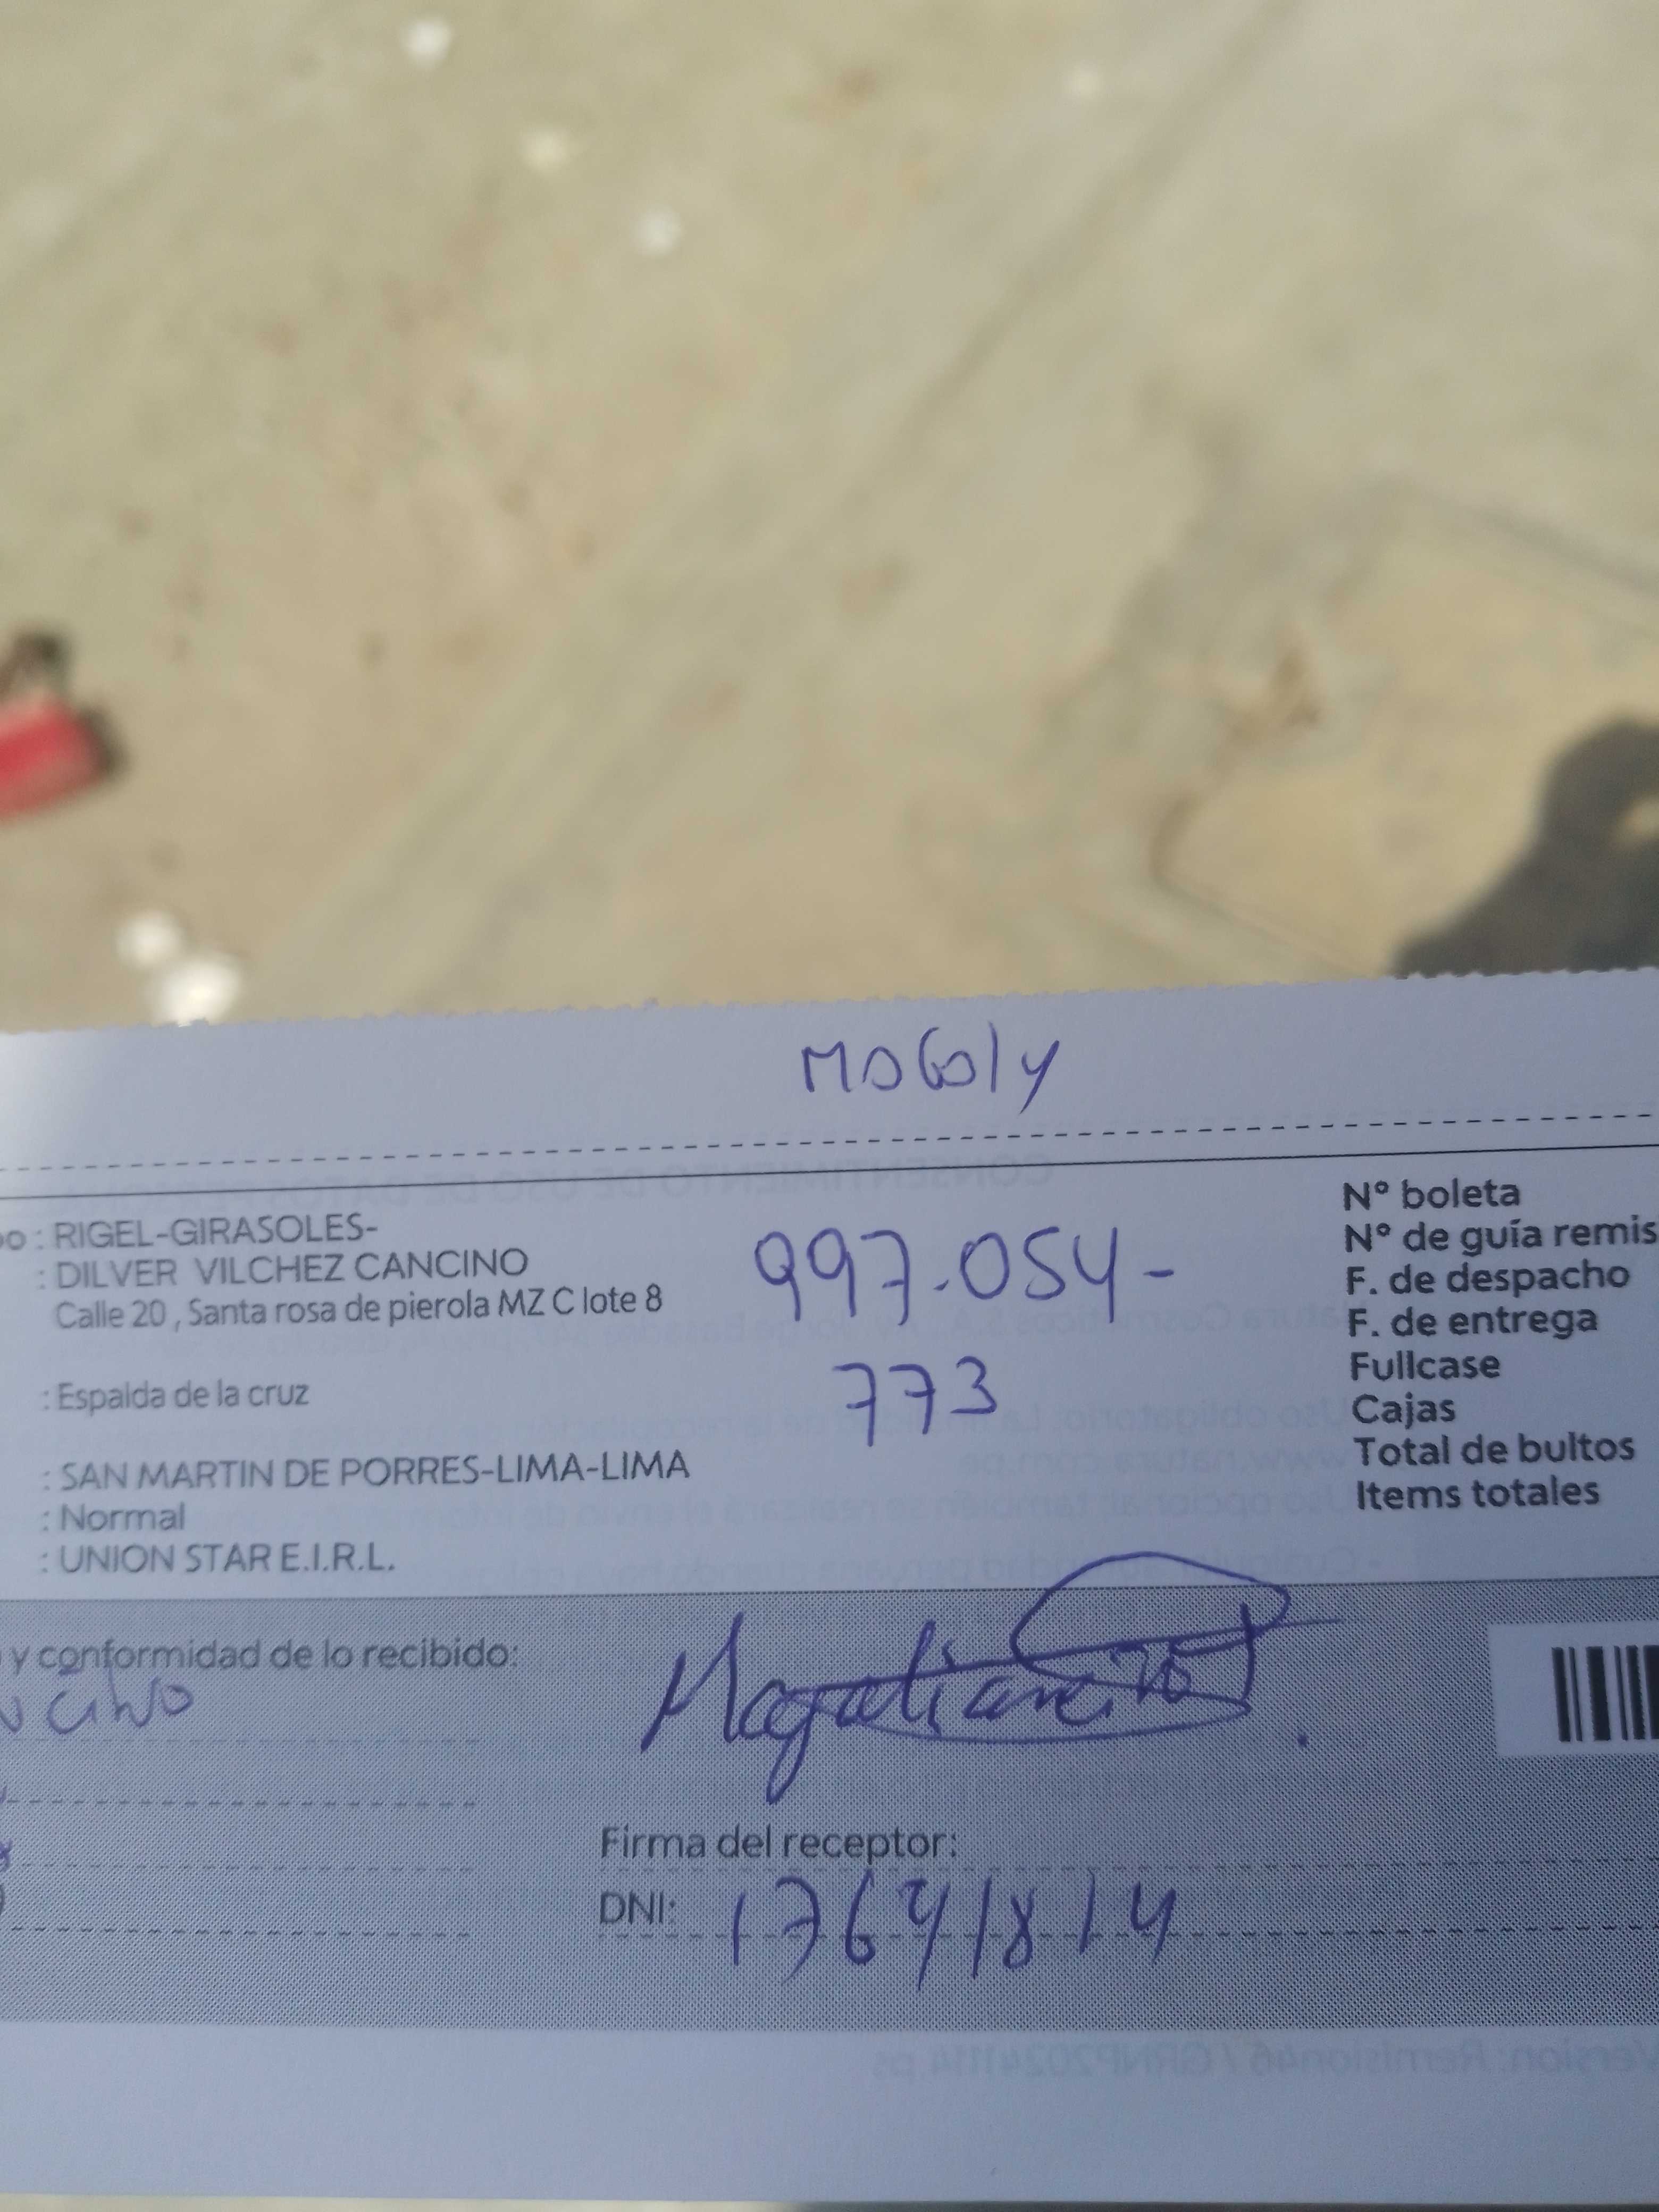 MAGALY
po : RIGEL-GIRASOLES-
: DILVER VILCHEZ CANCINO
Calle 20 , Santa rosa de pierola MZ C lote 8
997.054-
773
: Espalda de la cruz
: SAN MARTIN DE PORRES-LIMA-LIMA
: Normal
: UNION STAR E.I.R.L.
N° boleta
N° de guía remis
F. de despacho
F. de entrega
Fullcase
Cajas
Total de bultos
Items totales
y conformidad de lo recibido:
Firma del receptor:
DNI: 17641814